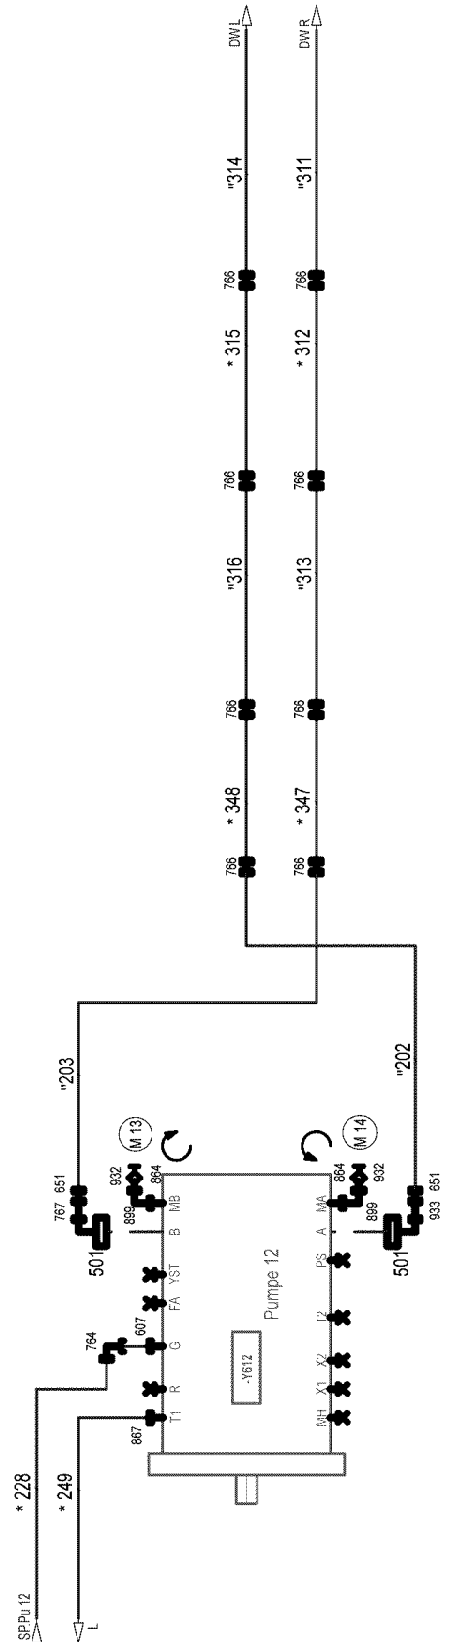 DW L
DW R
"314
"311
766
766
* 315
* 312
766
766
"316
"313
766
766
* 348
* 347
766
766
"203
"202
M 13
M 14
651
767
932
864
899
501
864
932
899
651
933
501
MB
B
YST
FA
G
R
T1
MA
A
PS
T2
X2
X1
MH
Pumpe 12
-Y612
764
607
867
* 228
* 249
SP.Pu 12
L